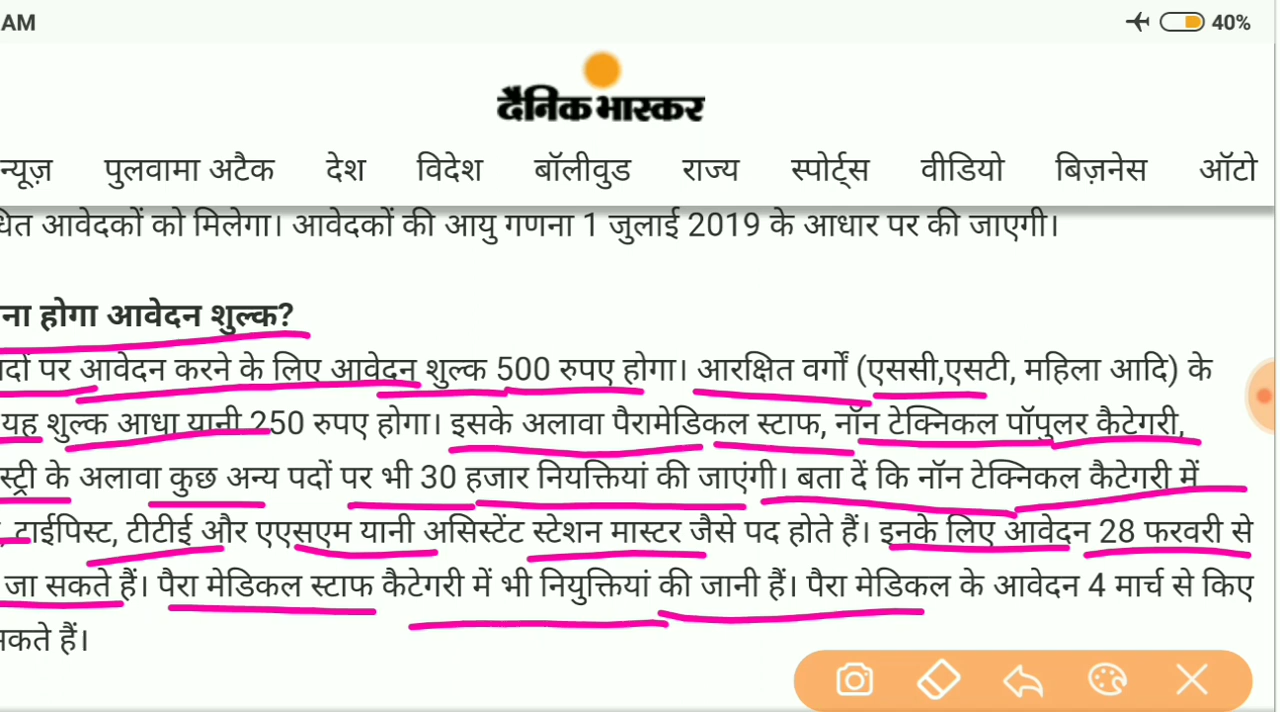 AM 40%
दैनिक भास्कर
न्यूज़ पुलवामा अटैक देश विदेश बॉलीवुड राज्य स्पोर्ट्स वीडियो बिज़नेस ऑटो
आवेदकों को मिलेगा। आवेदकों की आयु गणना 1 जुलाई 2019 के आधार पर की जाएगी।
ना होगा आवेदन शुल्क?
दों पर आवेदन करने के लिए आवेदन शुल्क 500 रुपए होगा। आरक्षित वर्गों (एससी,एसटी, महिला आदि) के
यह शुल्क आधा यानी 250 रुपए होगा। इसके अलावा पैरामेडिकल स्टाफ, नॉन टेक्निकल पॉपुलर कैटेगरी,
स्ट्री के अलावा कुछ अन्य पदों पर भी 30 हजार नियक्तियां की जाएंगी। बता दें कि नॉन टेक्निकल कैटेगरी में
, टाईपिस्ट, टीटीई और एएसएम यानी असिस्टेंट स्टेशन मास्टर जैसे पद होते हैं। इनके लिए आवेदन 28 फरवरी से
जा सकते हैं। पैरा मेडिकल स्टाफ कैटेगरी में भी नियुक्तियां की जानी हैं। पैरा मेडिकल के आवेदन 4 मार्च से किए
कते हैं।